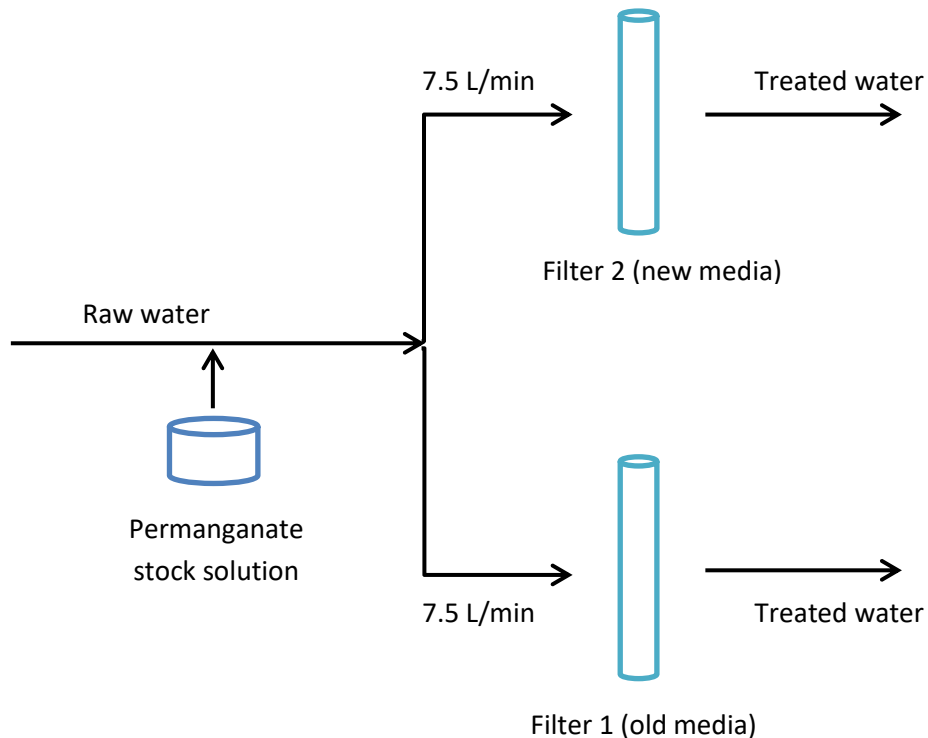 7.5 L/min
Treated water
Filter 2 (new media)
Raw water
Permanganate
stock solution
7.5 L/min
Treated water
Filter 1 (old media)